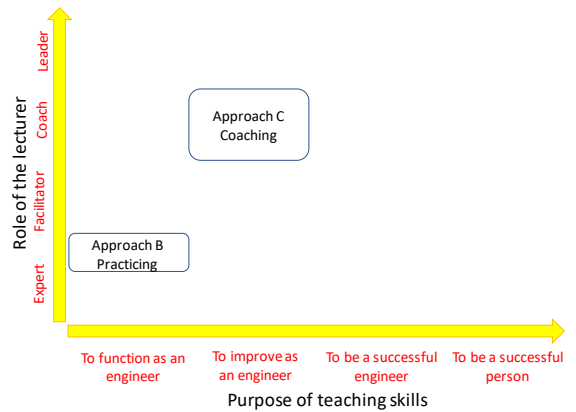 Role of the lecturer
Leader
Coach
Facilitator
Expert
Approach C
Coaching
Approach B
Practicing
To function as an
engineer
To improve as
an engineer
To be a successful
engineer
To be a successful
person
Purpose of teaching skills